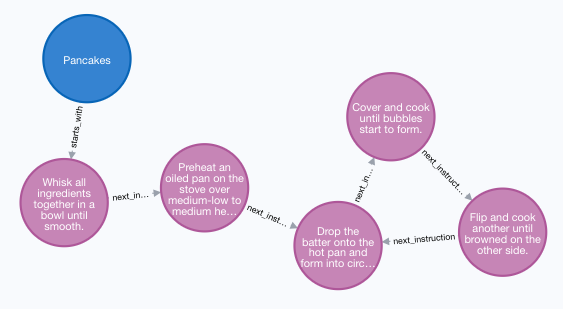 Pancakes
starts_with
Whisk all
ingredients
together in a
bowl until
smooth.
next_in...
Preheat an
oiled pan on the
stove over
medium-low to
medium he...
next_inst...
Drop the
batter onto the
hot pan and
form into circ...
next_in...
Cover and cook
until bubbles
start to form.
next_instruct...
Flip and cook
another until
browned on the
other side.
next_instruction